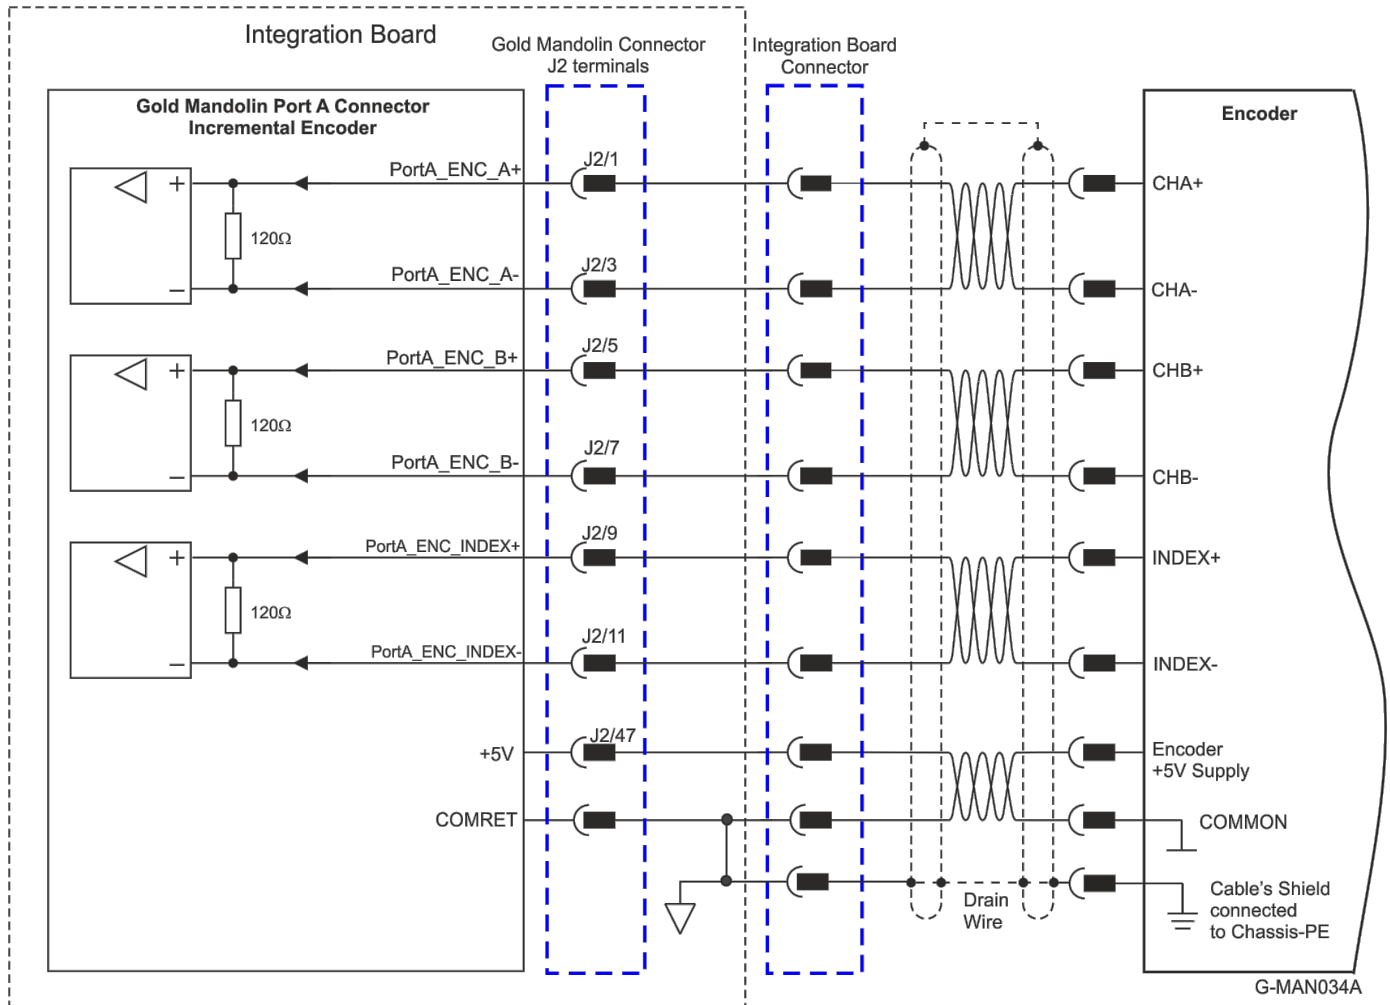 Integration Board
Gold Mandolin Connector
J2 terminals
Integration Board
Connector
Gold Mandolin Port A Connector
Incremental Encoder
Encoder
PortA_ENC_A+
J2/1
+
CHA+
120Ω
PortA_ENC_A-
J2/3
−
CHA-
PortA_ENC_B+
J2/5
+
CHB+
120Ω
PortA_ENC_B-
J2/7
−
CHB-
PortA_ENC_INDEX+
J2/9
+
INDEX+
120Ω
PortA_ENC_INDEX-
J2/11
−
INDEX-
+5V
J2/47
Encoder
+5V Supply
COMRET
COMMON
Drain
Wire
Cable's Shield
connected
to Chassis-PE
G-MAN034A